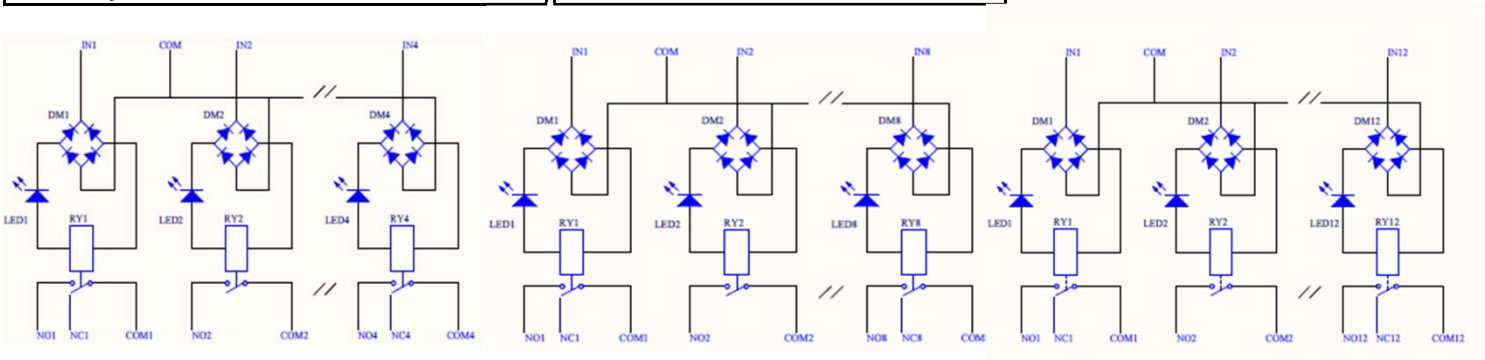 IN1 COM IN2 IN4
DM1 DM2 DM4
LED1 RY1 LED2 RY2 LED4 RY4
NO1 NC1 COM1 NO2 COM2 NO4 NC4 COM4
IN1 COM IN2 IN8
DM1 DM2 DM8
LED1 RY1 LED2 RY2 LED8 RY8
NO1 NC1 COM1 NO2 COM2 NO8 NC8 COM
IN1 COM IN2 IN12
DM1 DM2 DM12
LED1 RY1 LED2 RY2 LED12 RY12
NO1 NC1 COM1 NO2 COM2 NO12 NC12 COM12